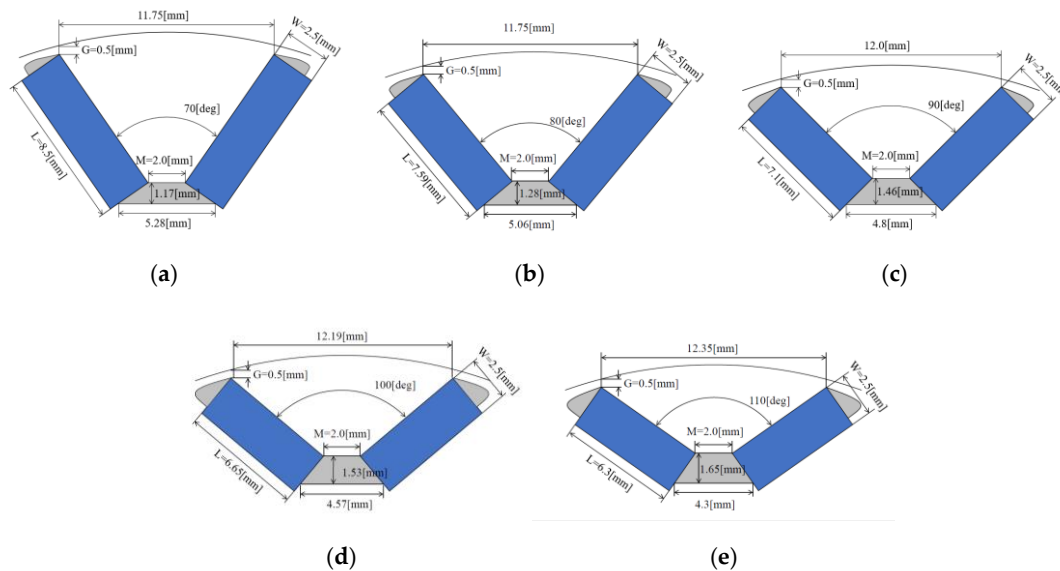 11.75[mm]
G=0.5[mm]
W=2.5[mm]
70[deg]
L=8.5[mm]
M=2.0[mm]
1.17[mm]
5.28[mm]
(a)
11.75[mm]
G=0.5[mm]
W=2.5[mm]
80[deg]
L=7.59[mm]
M=2.0[mm]
1.28[mm]
5.06[mm]
(b)
12.0[mm]
G=0.5[mm]
W=2.5[mm]
90[deg]
L=7.1[mm]
M=2.0[mm]
1.46[mm]
4.8[mm]
(c)
12.19[mm]
G=0.5[mm]
W=2.5[mm]
100[deg]
L=6.65[mm]
M=2.0[mm]
1.53[mm]
4.57[mm]
(d)
12.35[mm]
G=0.5[mm]
W=2.5[mm]
110[deg]
L=6.3[mm]
M=2.0[mm]
1.65[mm]
4.3[mm]
(e)